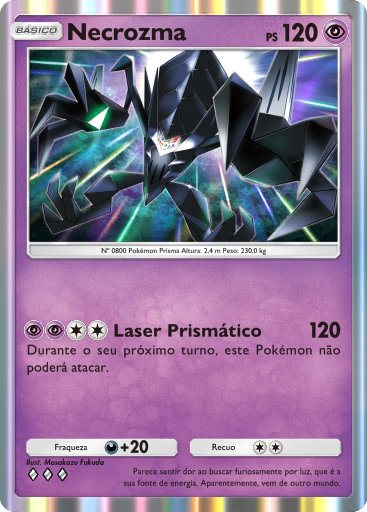 BÁSICO Necrozma PS 120
Nº 0800 Pokémon Prisma Altura: 2,4 m Peso: 230,0 kg
Laser Prismático 120
Durante o seu próximo turno, este Pokémon não
poderá atacar.
Fraqueza +20 Recuo
Ilust. Masakazu Fukuda
Parece sentir dor ao buscar furiosamente por luz, que é a
sua fonte de energia. Aparentemente, vem de outro mundo.